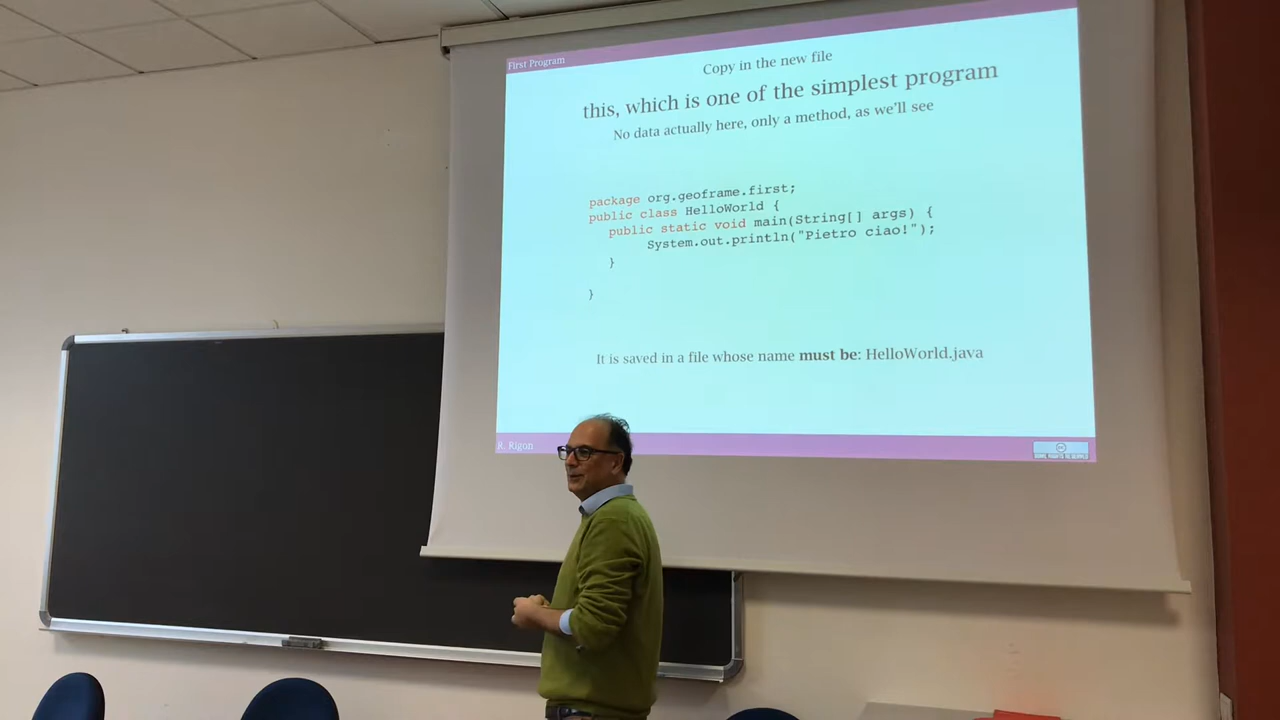 First Program
Copy in the new file
this, which is one of the simplest program
No data actually here, only a method, as we'll see
package org.geoframe.first;
public class HelloWorld {
public static void main(String[] args) {
System.out.println("Pietro ciao!");
}
}
It is saved in a file whose name must be: HelloWorld.java
R. Rigon